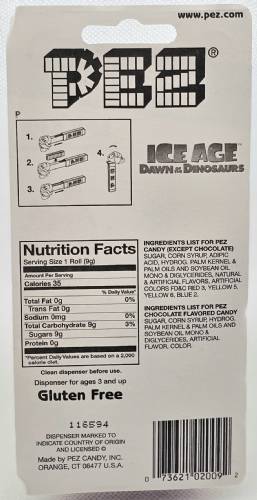 www.pez.com
PEZ®
P
1.
2.
3.
4.
ICE AGE
DAWN OF THE DINOSAURS
Nutrition Facts
Serving Size 1 Roll (9g)
Amount Per Serving
Calories 35
% Daily Value*
Total Fat 0g 0%
Trans Fat 0g
Sodium 0mg 0%
Total Carbohydrate 9g 3%
Sugars 9g
Protein 0g
*Percent Daily Values are based on a 2,000
calorie diet.
INGREDIENTS LIST FOR PEZ
CANDY (EXCEPT CHOCOLATE)
SUGAR, CORN SYRUP, ADIPIC
ACID, HYDROG. PALM KERNEL &
PALM OILS AND SOYBEAN OIL
MONO & DIGLYCERIDES, NATURAL
& ARTIFICIAL FLAVORS, ARTIFICIAL
COLORS FD&C RED 3, YELLOW 5,
YELLOW 6, BLUE 2.
INGREDIENTS LIST FOR PEZ
CHOCOLATE FLAVORED CANDY
SUGAR, CORN SYRUP, HYDROG.
PALM KERNEL & PALM OILS AND
SOYBEAN OIL MONO &
DIGLYCERIDES, ARTIFICIAL
FLAVOR, COLOR.
Clean dispenser before use.
Dispenser for ages 3 and up
Gluten Free
116594
DISPENSER MARKED TO
INDICATE COUNTRY OF ORIGIN
AND LICENSED ©
Made by PEZ CANDY, INC.
ORANGE, CT 06477 U.S.A.
0 73621 02009 2